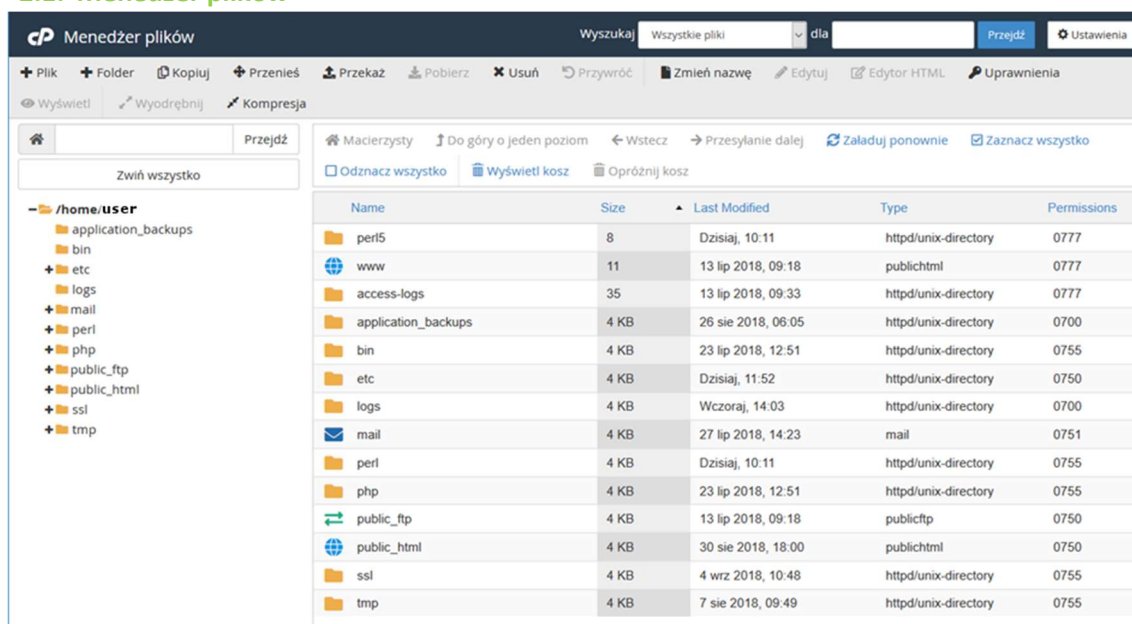 2.2. Menedżer plików
cP Menedżer plików Wyszukaj Wszystkie pliki dla Przejdź Ustawienia
Plik Folder Kopiuj Przenieś Przekaż Pobierz Usuń Przywróć Zmień nazwę Edytuj Edytor HTML Uprawnienia
Wyświetl Wyodrębnij Kompresja
Przejdź
Zwiń wszystko
/home/user
application_backups
bin
etc
logs
mail
perl
php
public_ftp
public_html
ssl
tmp
Macierzysty Do góry o jeden poziom Wstecz Przesyłanie dalej Załaduj ponownie Zaznacz wszystko
Odznacz wszystko Wyświetl kosz Opróżnij kosz
Name Size Last Modified Type Permissions
perl5 8 Dzisiaj, 10:11 httpd/unix-directory 0777
www 11 13 lip 2018, 09:18 publichtml 0777
access-logs 35 13 lip 2018, 09:33 httpd/unix-directory 0777
application_backups 4 KB 26 sie 2018, 06:05 httpd/unix-directory 0700
bin 4 KB 23 lip 2018, 12:51 httpd/unix-directory 0755
etc 4 KB Dzisiaj, 11:52 httpd/unix-directory 0750
logs 4 KB Wczoraj, 14:03 httpd/unix-directory 0700
mail 4 KB 27 lip 2018, 14:23 mail 0751
perl 4 KB Dzisiaj, 10:11 httpd/unix-directory 0755
php 4 KB 23 lip 2018, 12:51 httpd/unix-directory 0755
public_ftp 4 KB 13 lip 2018, 09:18 publicftp 0750
public_html 4 KB 30 sie 2018, 18:00 publichtml 0750
ssl 4 KB 4 wrz 2018, 10:48 httpd/unix-directory 0755
tmp 4 KB 7 sie 2018, 09:49 httpd/unix-directory 0755